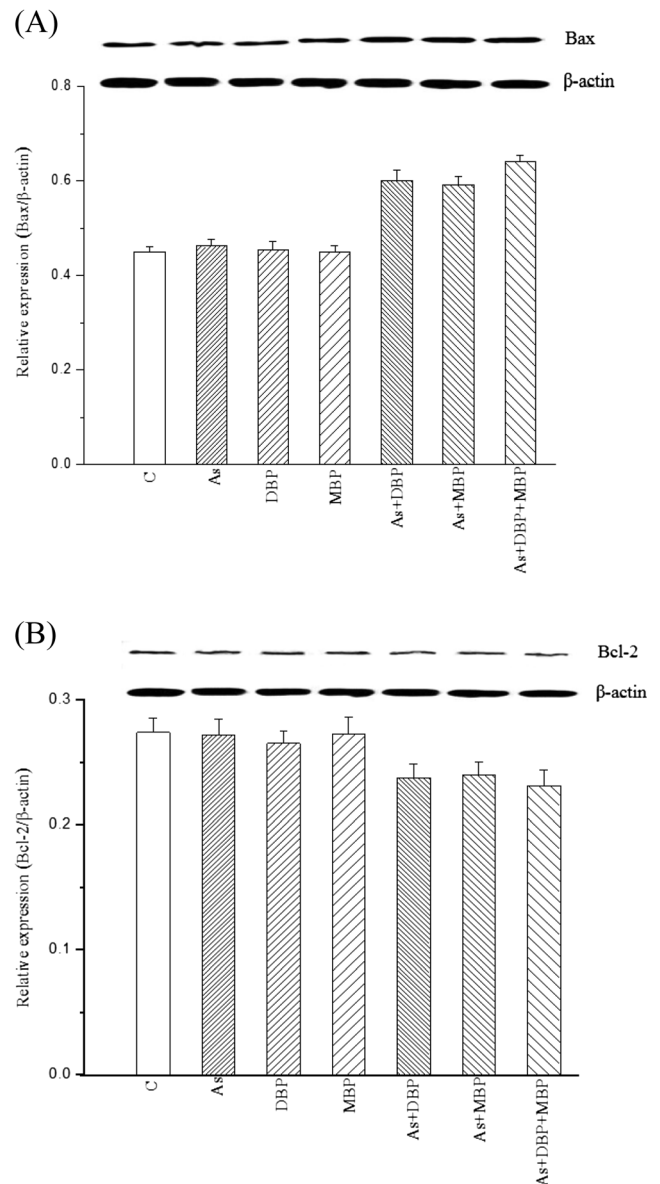 (A)
Bax
β-actin
0.8
0.6
0.4
0.2
0.0
Relative expression (Bax/β-actin)
C
As
DBP
MBP
As+DBP
As+MBP
As+DBP+MBP
(B)
Bcl-2
β-actin
0.3
0.2
0.1
0.0
Relative expression (Bcl-2/β-actin)
C
As
DBP
MBP
As+DBP
As+MBP
As+DBP+MBP